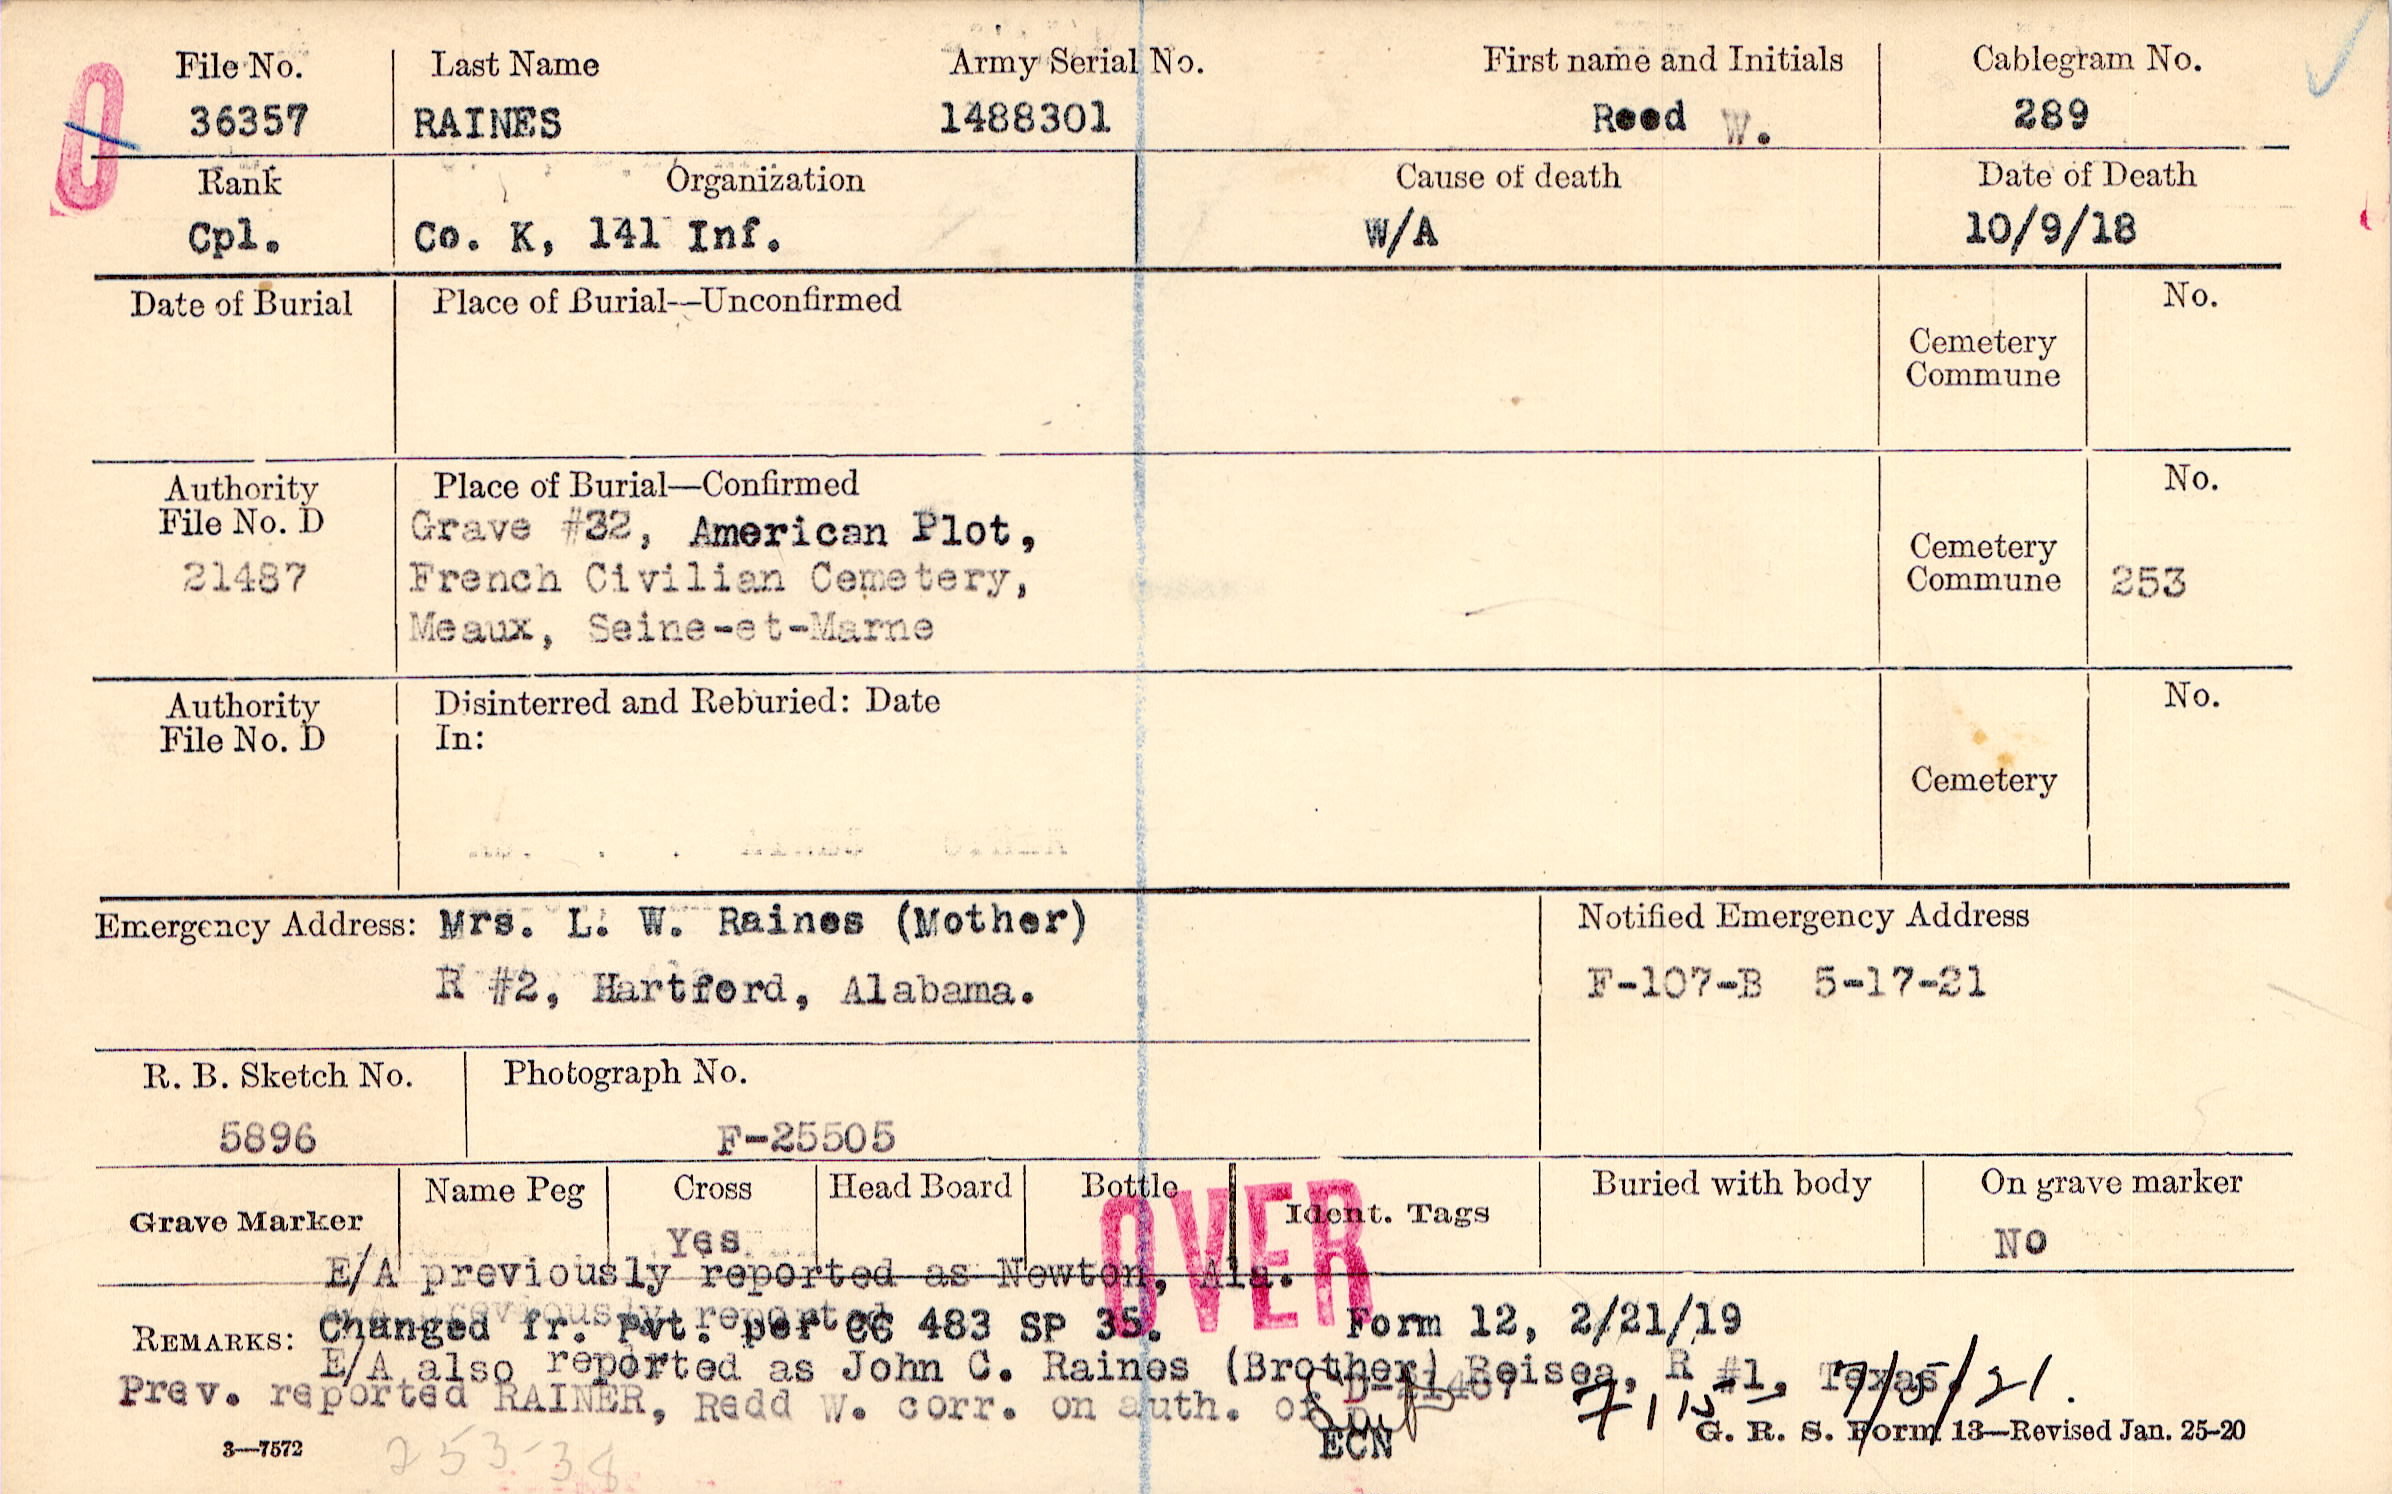 File No. Last Name Army Serial No. First name and Initials Cablegram No.
36357 RAINES 1488301 Reed W. 289
Rank Organization Cause of death Date of Death
Cpl. Co. K, 141 Inf. W/A 10/9/18
Date of Burial Place of Burial—Unconfirmed No.
Cemetery
Commune
Authority Place of Burial—Confirmed No.
File No. D Grave #32, American Plot,
21487 French Civilian Cemetery, Cemetery
Commune 253
Meaux, Seine-et-Marne
Authority Disinterred and Reburied: Date No.
File No. D In:
Cemetery
Emergency Address: Mrs. L. W. Raines (Mother) Notified Emergency Address
R #2, Hartford, Alabama. F-107-B 5-17-21
R. B. Sketch No. Photograph No.
5896 F-25505
Grave Marker Name Peg Cross Head Board Bottle Ident. Tags Buried with body On grave marker
Yes No
OVER
E/A previously reported as Newton, Ala.
REMARKS: Changed fr. Pvt. per CC 483 SP 35. Form 12, 2/21/19
E/A also reported as John C. Raines (Brother) Beisea, R #1, Texas.
Prev. reported RAINER, Redd W. corr. on auth. of D-21487 7/5/21.
ECN
3—7572 253-38 G. R. S. Form 13—Revised Jan. 25-20